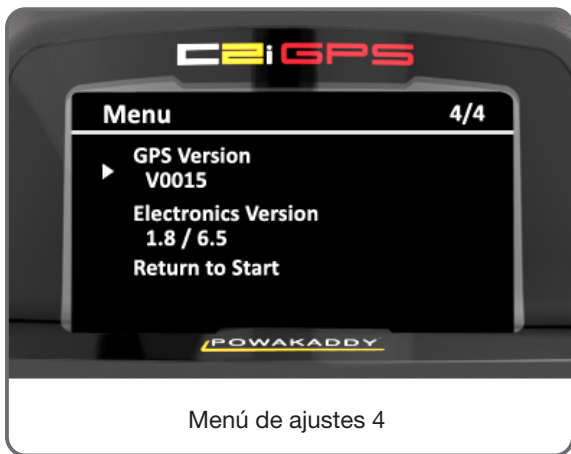 C2i GPS
Menu 4/4
GPS Version
V0015
Electronics Version
1.8 / 6.5
Return to Start
POWAKADDY
Menú de ajustes 4